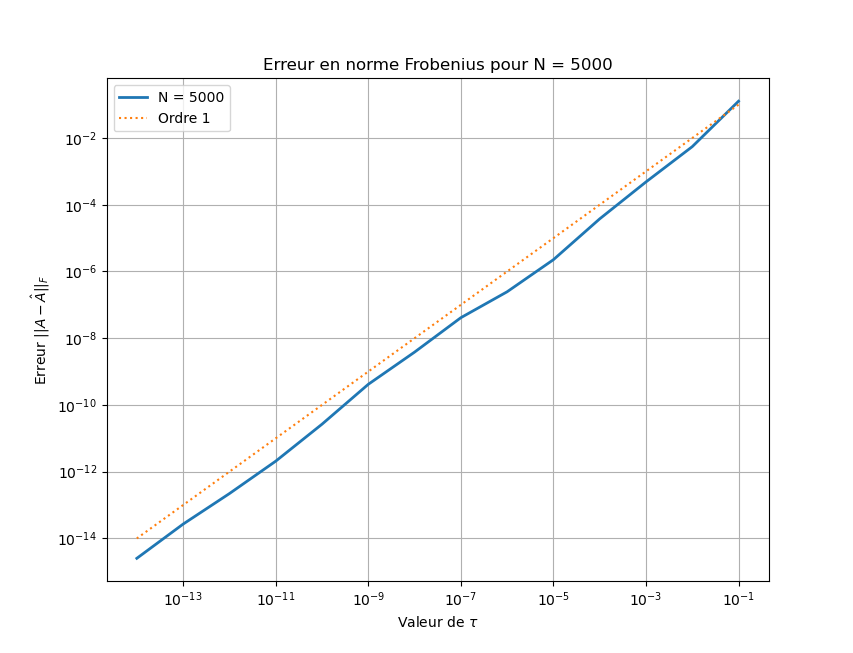 Erreur en norme Frobenius pour N = 5000
N = 5000
Ordre 1
Erreur $||A - \hat{A}||_F$
10⁻²
10⁻⁴
10⁻⁶
10⁻⁸
10⁻¹⁰
10⁻¹²
10⁻¹⁴
10⁻¹³ 10⁻¹¹ 10⁻⁹ 10⁻⁷ 10⁻⁵ 10⁻³ 10⁻¹
Valeur de τ